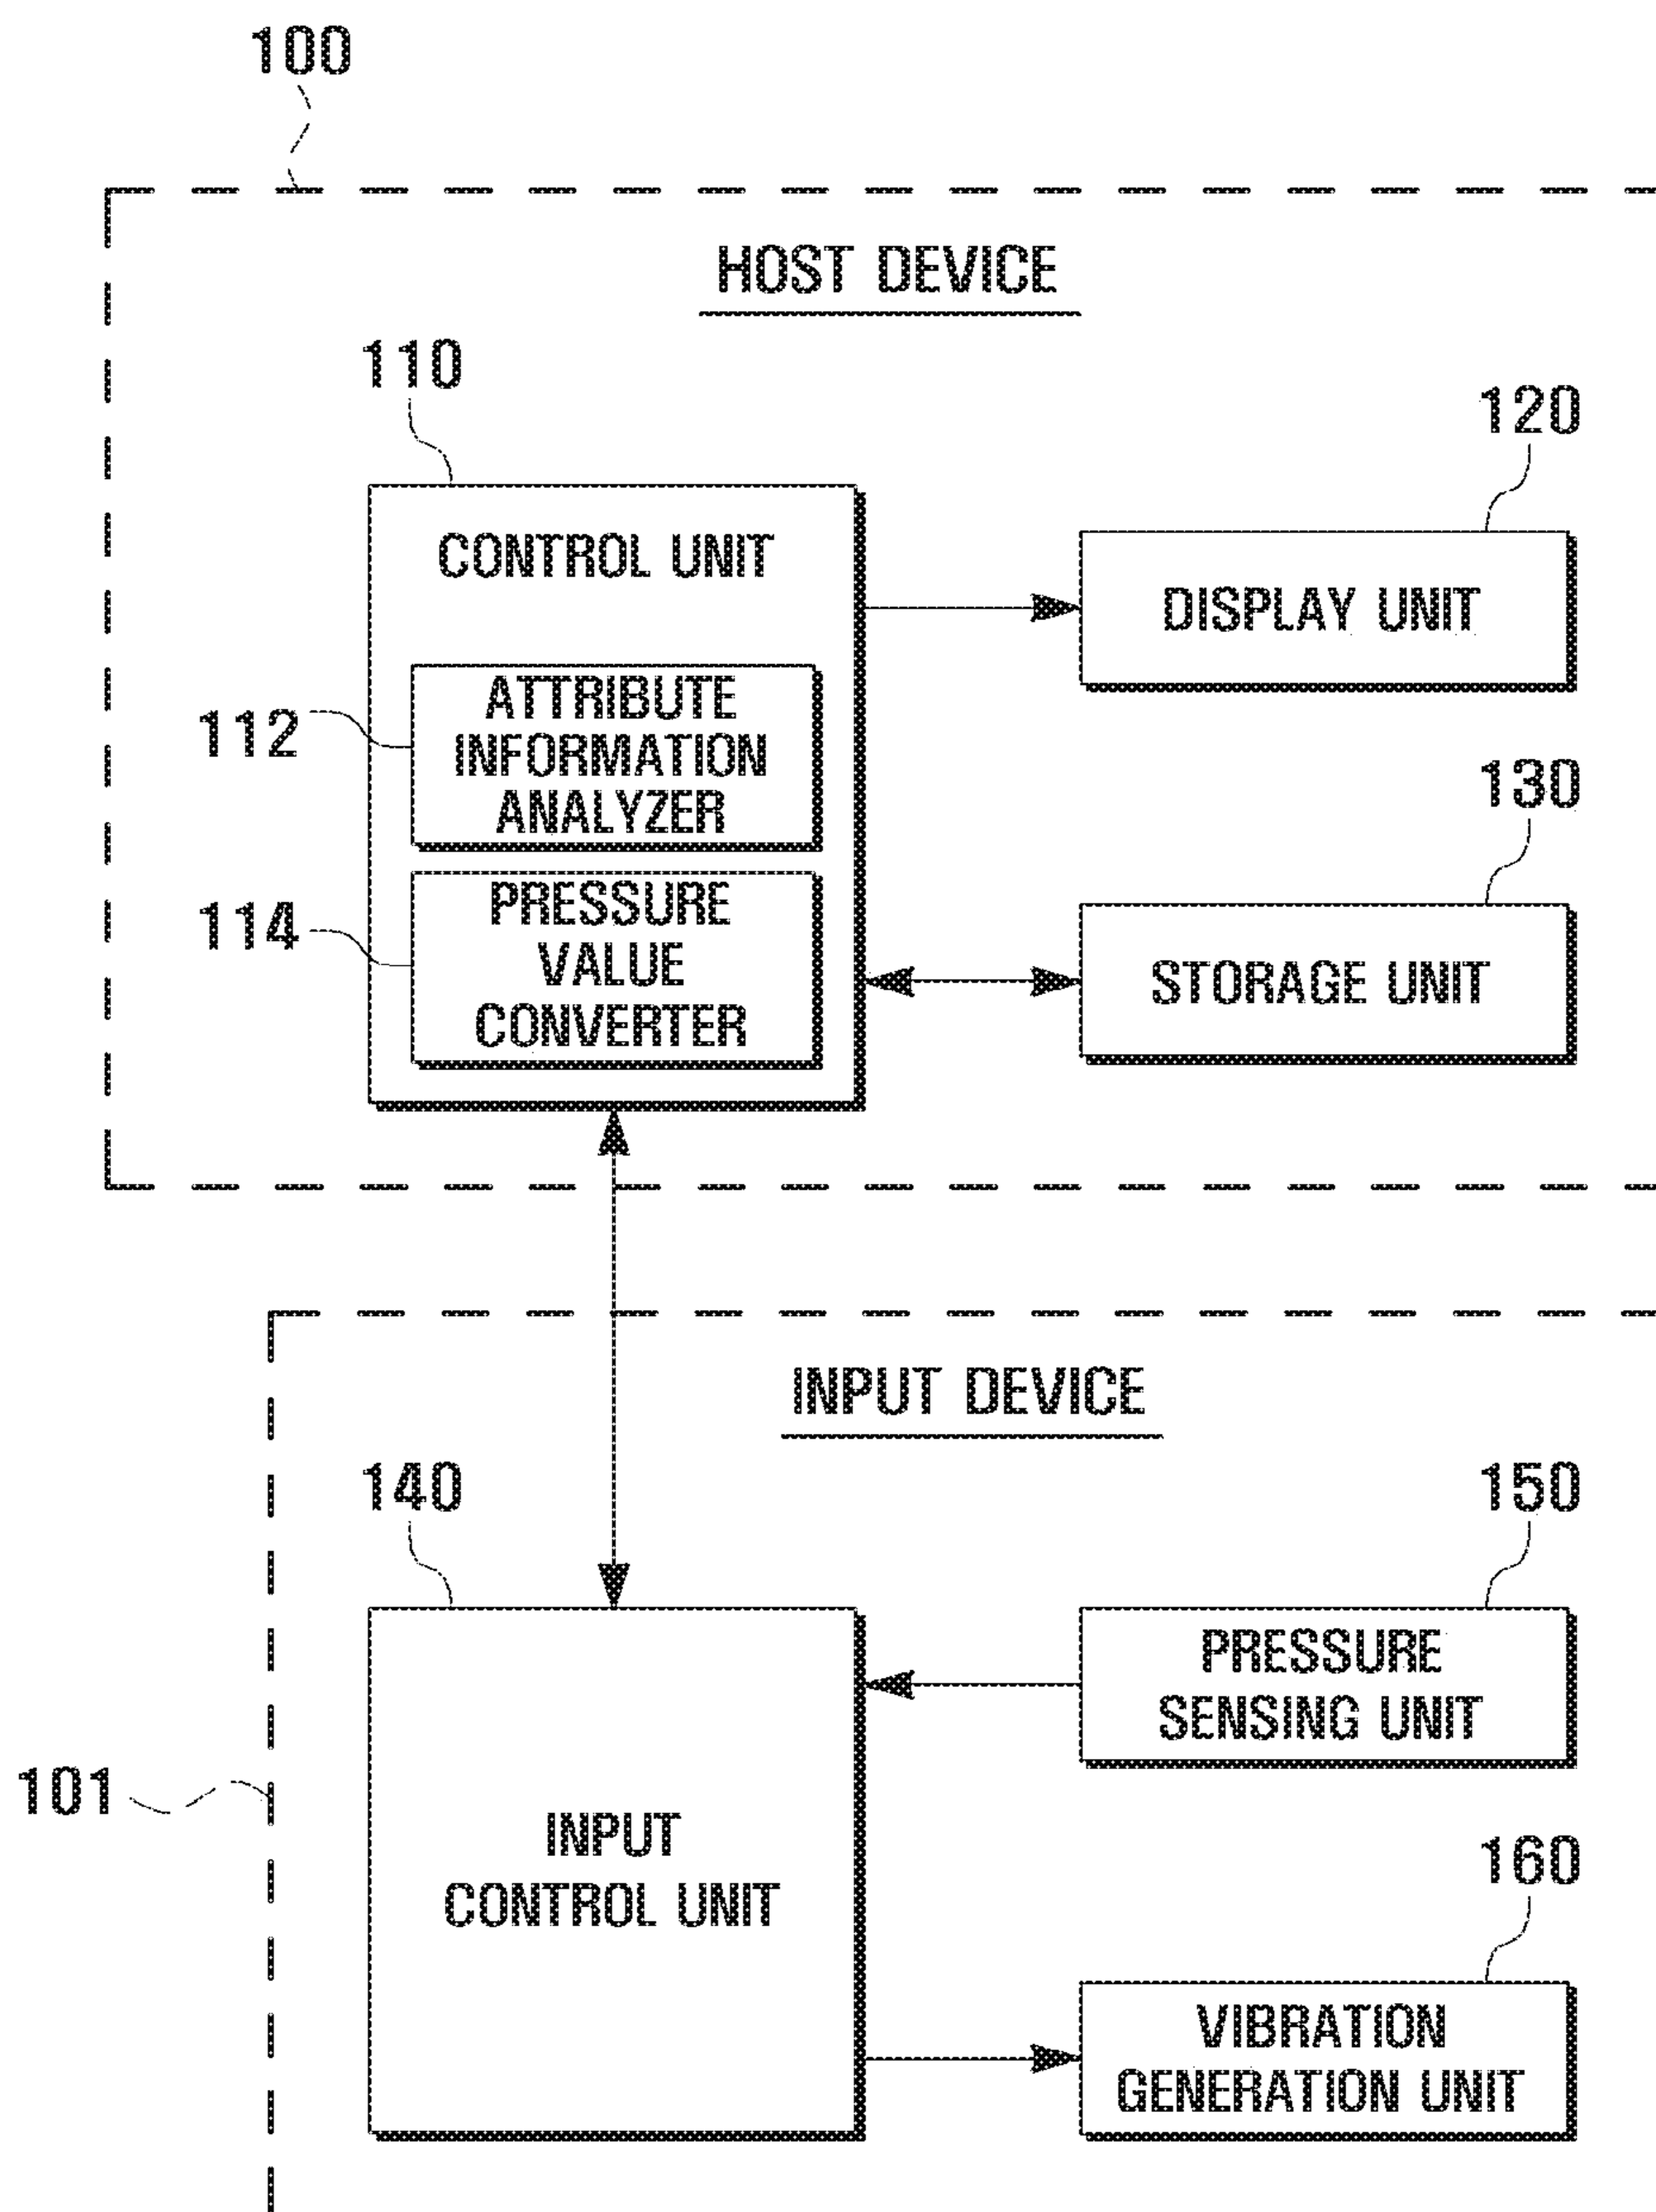 100
HOST DEVICE
110
120
CONTROL UNIT
DISPLAY UNIT
112
ATTRIBUTE
INFORMATION
ANALYZER
130
114
PRESSURE
VALUE
CONVERTER
STORAGE UNIT
INPUT DEVICE
140
150
PRESSURE
SENSING UNIT
101
INPUT
CONTROL UNIT
160
VIBRATION
GENERATION UNIT